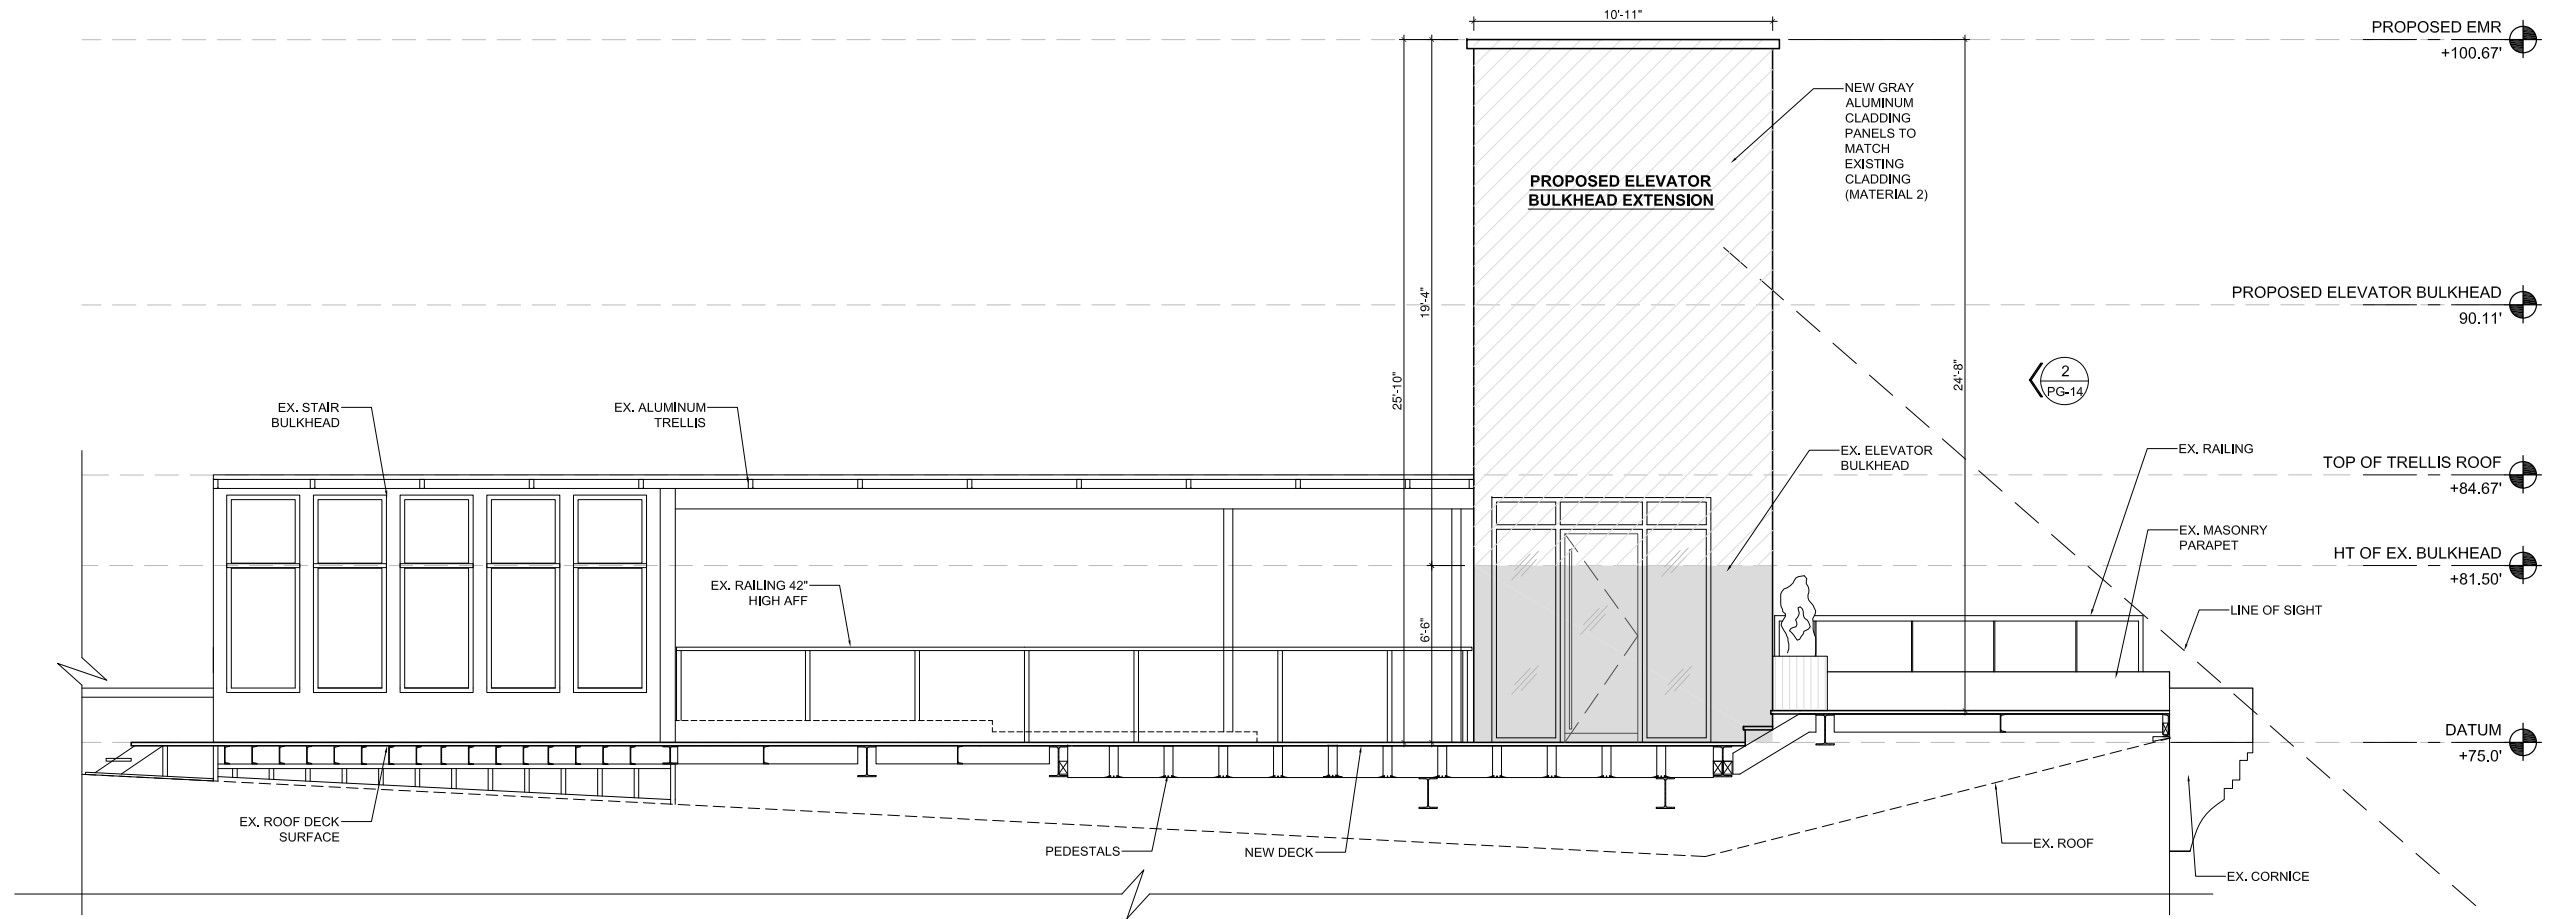 10'-11"
PROPOSED EMR
+100.67'
NEW GRAY
ALUMINUM
CLADDING
PANELS TO
MATCH
EXISTING
CLADDING
(MATERIAL 2)
PROPOSED ELEVATOR
BULKHEAD EXTENSION
PROPOSED ELEVATOR BULKHEAD
90.11'
19'-4"
25'-10"
24'-8"
2
PG-14
EX. STAIR
BULKHEAD
EX. ALUMINUM
TRELLIS
EX. ELEVATOR
BULKHEAD
EX. RAILING
TOP OF TRELLIS ROOF
+84.67'
EX. MASONRY
PARAPET
HT OF EX. BULKHEAD
+81.50'
EX. RAILING 42"
HIGH AFF
6'-6"
LINE OF SIGHT
DATUM
+75.0'
EX. ROOF DECK
SURFACE
PEDESTALS
NEW DECK
EX. ROOF
EX. CORNICE